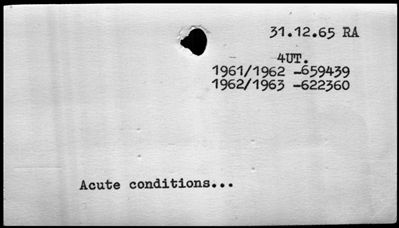 31.12.65 RA
4UT.
1961/1962 -659439
1962/1963 -622360
Acute conditions...